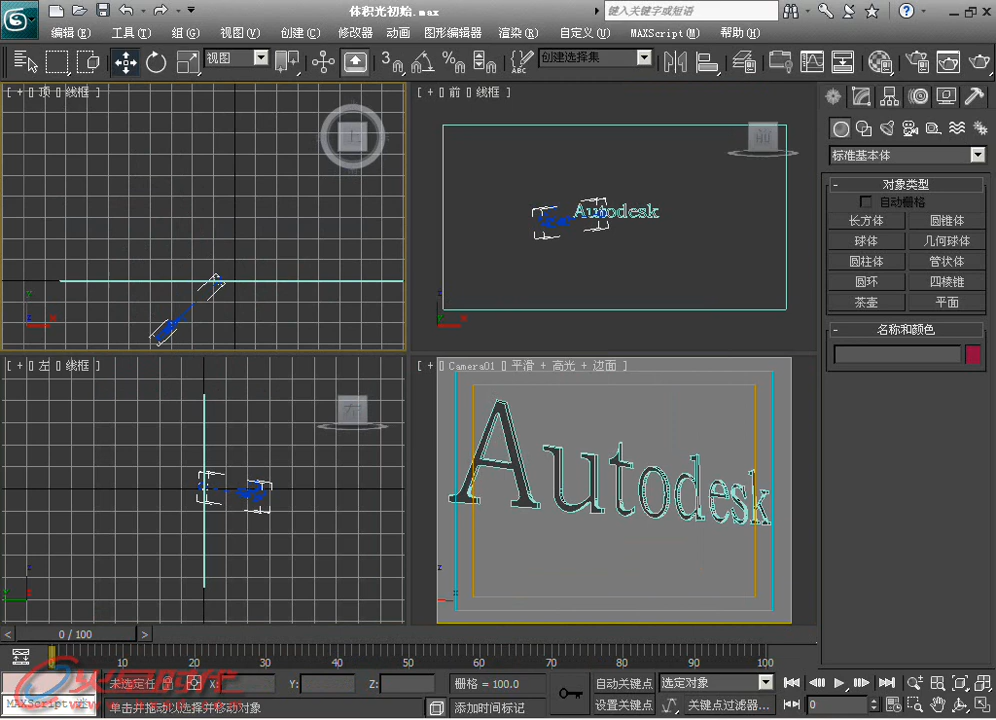 体积光初始.max
输入关键字或短语
编辑(E) 工具(T) 组(G) 视图(V) 创建(C) 修改器 动画 图形编辑器 渲染(R) 自定义(U) MAXScript(M) 帮助(H)
视图 3 % ABC 创建选择集
[ + [] 顶 [] 线框 ]
上
[ + [] 前 [] 线框 ]
前
Autodesk
[ + [] 左 [] 线框 ]
左
[ + [] Camera01 [] 平滑 + 高光 + 边面 ]
Autodesk
标准基本体
- 对象类型
自动栅格
长方体 圆锥体
球体 几何球体
圆柱体 管状体
圆环 四棱锥
茶壶 平面
- 名称和颜色
< 0 / 100 >
0 10 20 30 40 50 60 70 80 90 100
未选定任 X: Y: Z: 栅格 = 100.0 自动关键点 选定对象
MAXScript
单击并拖动以选择并移动对象 添加时间标记 设置关键点 关键点过滤器... 0